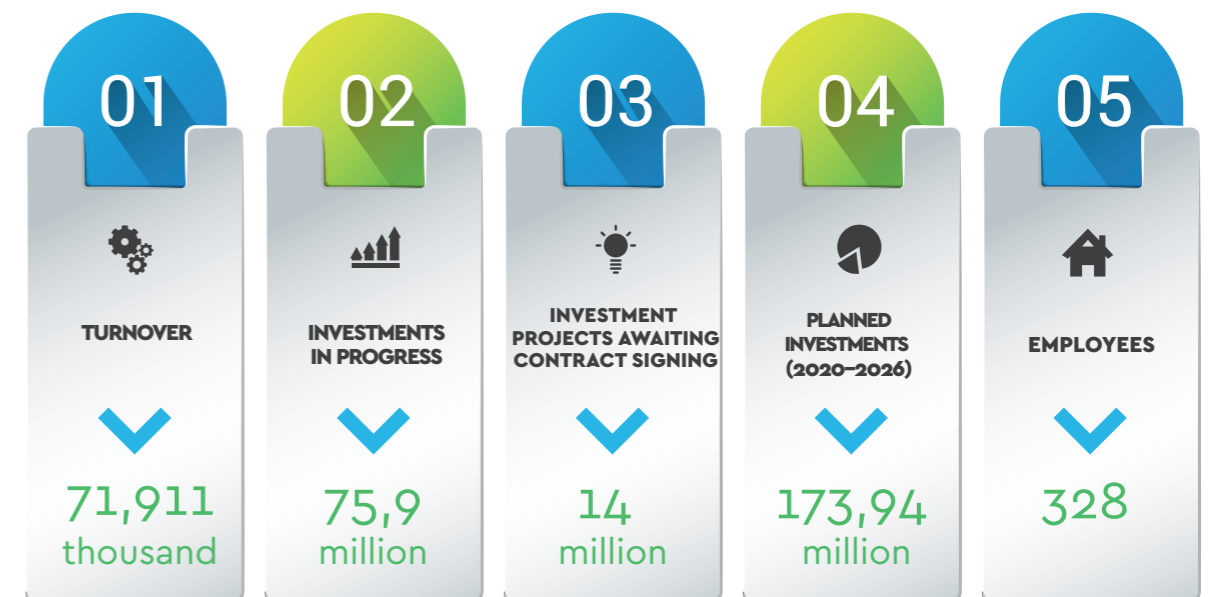 01
TURNOVER
71,911
thousand
02
INVESTMENTS
IN PROGRESS
75,9
million
03
INVESTMENT
PROJECTS AWAITING
CONTRACT SIGNING
14
million
04
PLANNED
INVESTMENTS
(2020–2026)
173,94
million
05
EMPLOYEES
328